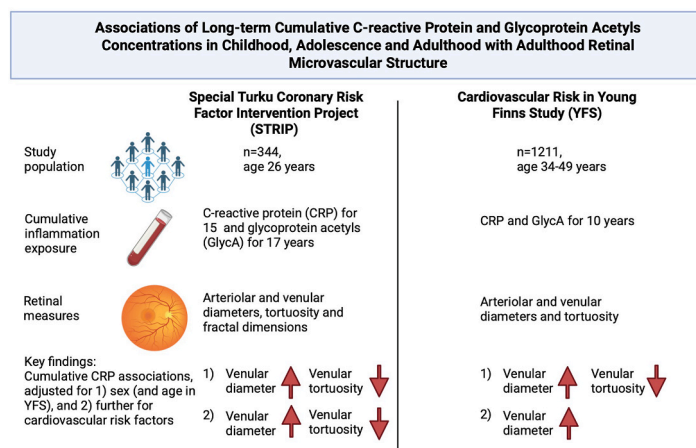 Associations of Long-term Cumulative C-reactive Protein and Glycoprotein Acetyls
Concentrations in Childhood, Adolescence and Adulthood with Adulthood Retinal
Microvascular Structure
Special Turku Coronary Risk
Factor Intervention Project
(STRIP)
Cardiovascular Risk in Young
Finns Study (YFS)
Study
population
n=344,
age 26 years
n=1211,
age 34-49 years
Cumulative
inflammation
exposure
C-reactive protein (CRP) for
15 and glycoprotein acetyls
(GlycA) for 17 years
CRP and GlycA for 10 years
Retinal
measures
Arteriolar and venular
diameters, tortuosity and
fractal dimensions
Arteriolar and venular
diameters and tortuosity
Key findings:
Cumulative CRP associations,
adjusted for 1) sex (and age in
YFS), and 2) further for
cardiovascular risk factors
1) Venular
diameter
Venular
tortuosity
2) Venular
diameter
Venular
tortuosity
1) Venular
diameter
Venular
tortuosity
2) Venular
diameter